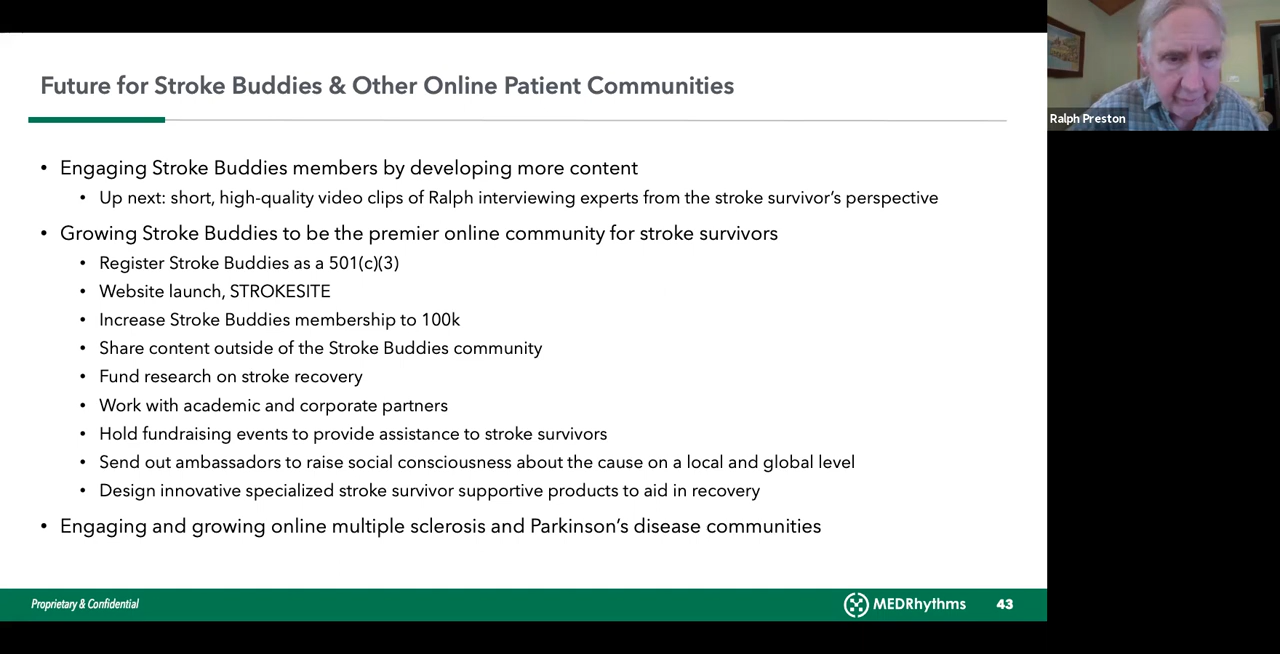 Future for Stroke Buddies & Other Online Patient Communities
Ralph Preston
• Engaging Stroke Buddies members by developing more content
• Up next: short, high-quality video clips of Ralph interviewing experts from the stroke survivor’s perspective
• Growing Stroke Buddies to be the premier online community for stroke survivors
• Register Stroke Buddies as a 501(c)(3)
• Website launch, STROKESITE
• Increase Stroke Buddies membership to 100k
• Share content outside of the Stroke Buddies community
• Fund research on stroke recovery
• Work with academic and corporate partners
• Hold fundraising events to provide assistance to stroke survivors
• Send out ambassadors to raise social consciousness about the cause on a local and global level
• Design innovative specialized stroke survivor supportive products to aid in recovery
• Engaging and growing online multiple sclerosis and Parkinson’s disease communities
Proprietary & Confidential
MEDRhythms
43